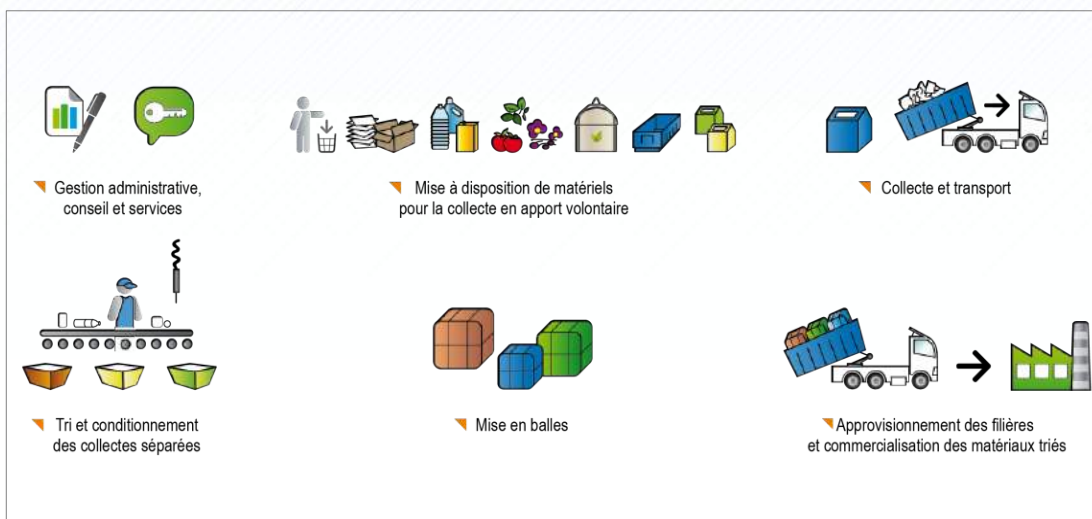 Gestion administrative,
conseil et services
Mise à disposition de matériels
pour la collecte en apport volontaire
Collecte et transport
Tri et conditionnement
des collectes séparées
Mise en balles
Approvisionnement des filières
et commercialisation des matériaux triés